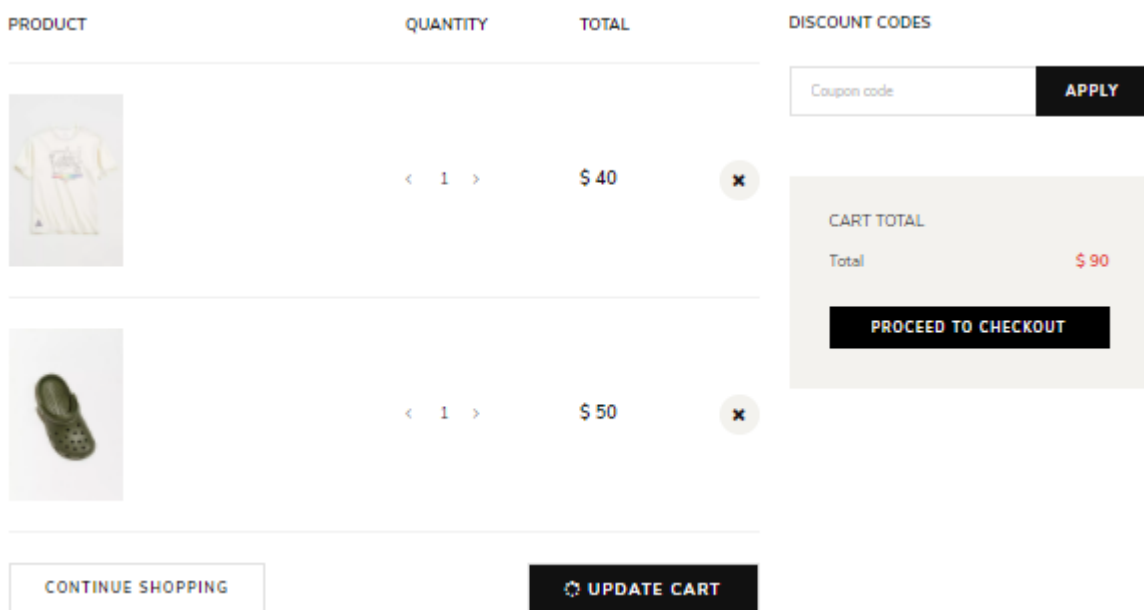 PRODUCT QUANTITY TOTAL
1 $ 40
1 $ 50
CONTINUE SHOPPING UPDATE CART
DISCOUNT CODES
Coupon code APPLY
CART TOTAL
Total $ 90
PROCEED TO CHECKOUT